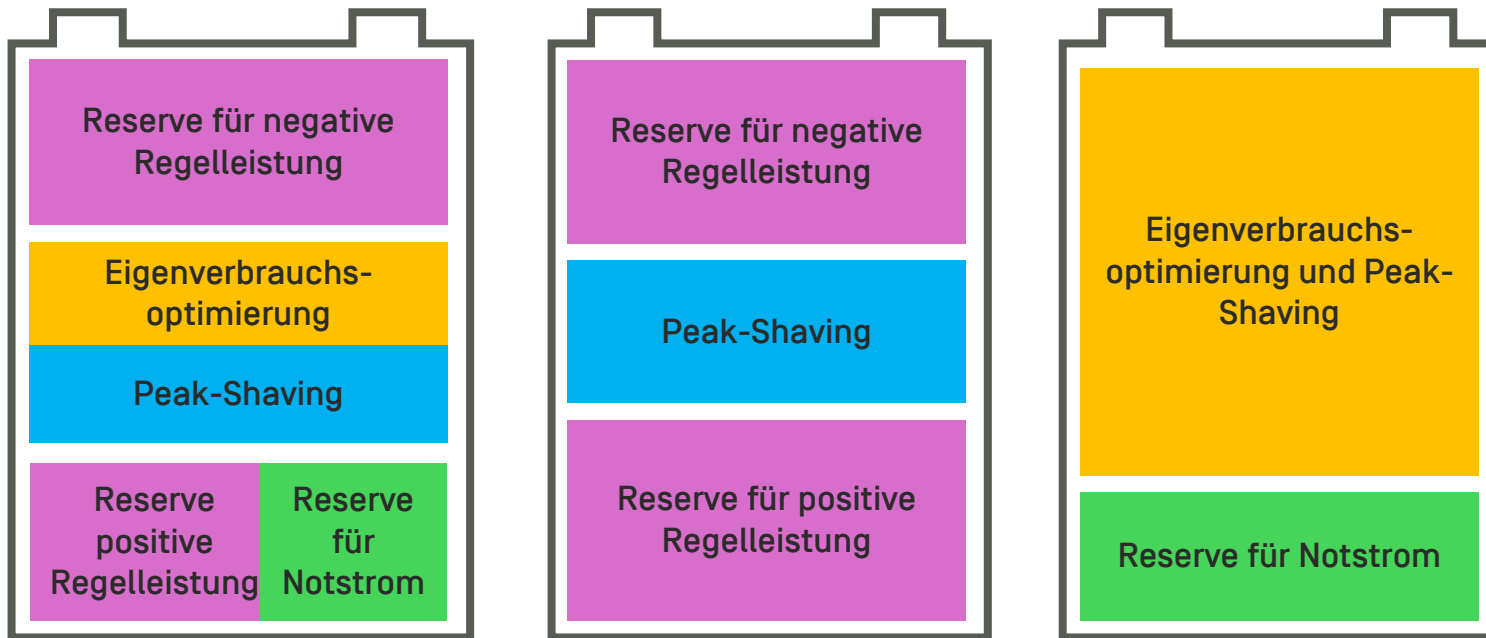 Reserve für negative
Regelleistung
Eigenverbrauchs-
optimierung
Peak-Shaving
Reserve
positive
Regelleistung
Reserve
für
Notstrom
Reserve für negative
Regelleistung
Peak-Shaving
Reserve für positive
Regelleistung
Eigenverbrauchs-
optimierung und Peak-
Shaving
Reserve für Notstrom